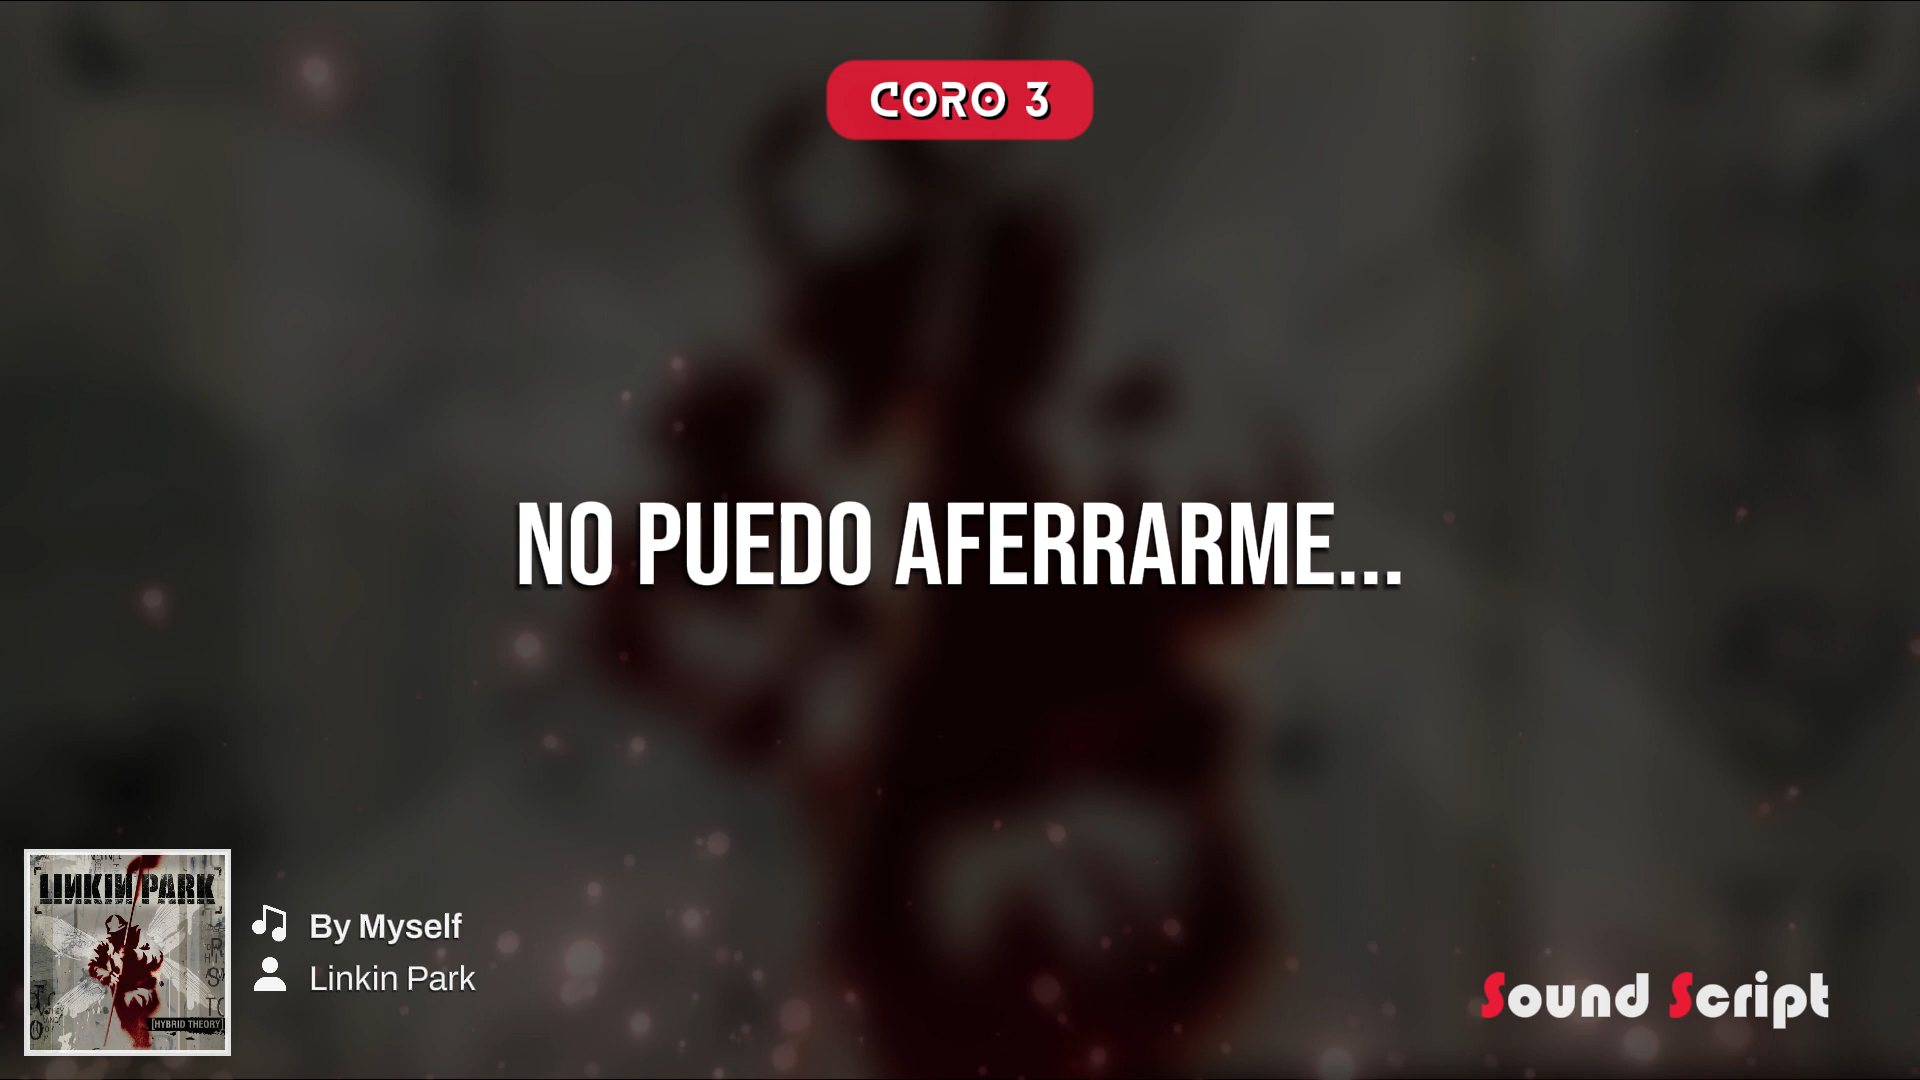 CORO 3
NO PUEDO AFERRARME...
LINKIN PARK
[HYBRID THEORY]
By Myself
Linkin Park
Sound Script